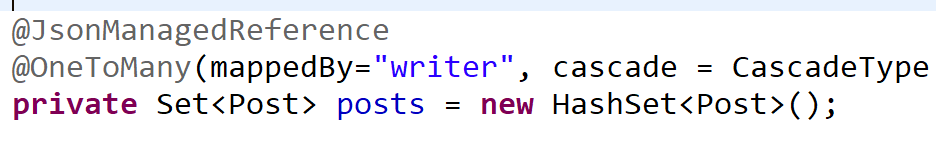 @JsonManagedReference
@OneToMany(mappedBy="writer", cascade = CascadeType
private Set<Post> posts = new HashSet<Post>();